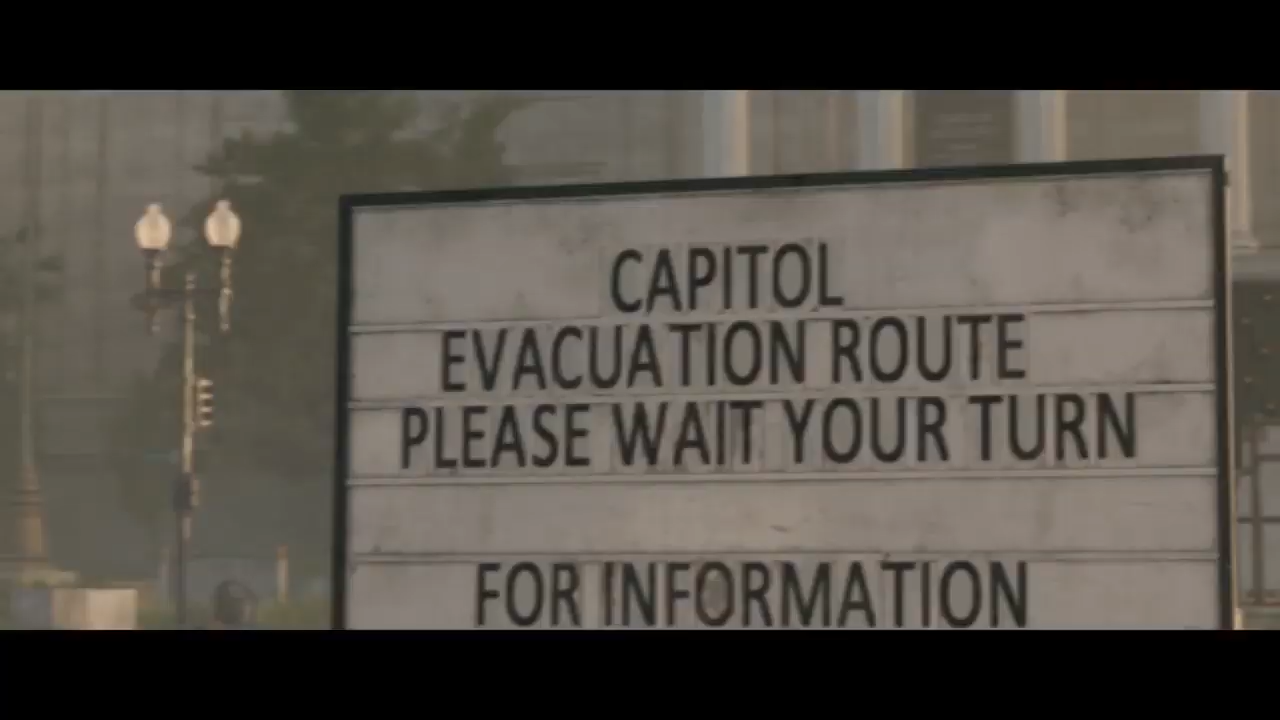 CAPITOL
EVACUATION ROUTE
PLEASE WAIT YOUR TURN
FOR INFORMATION